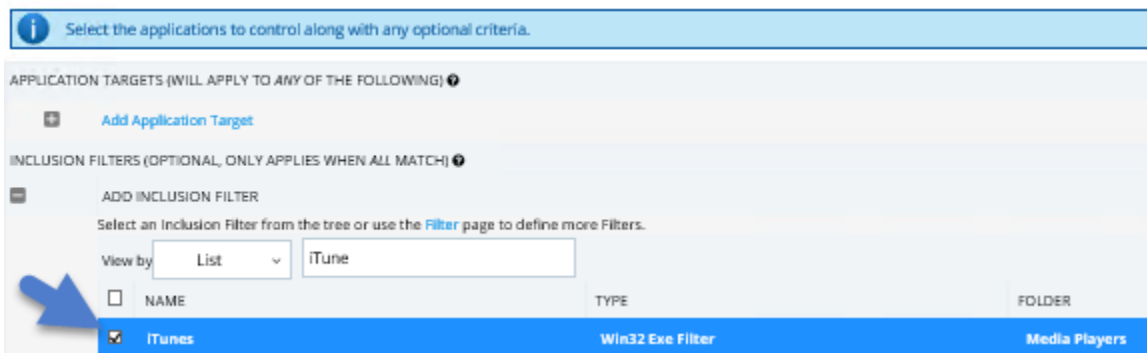 Select the applications to control along with any optional criteria.
APPLICATION TARGETS (WILL APPLY TO ANY OF THE FOLLOWING)
Add Application Target
INCLUSION FILTERS (OPTIONAL, ONLY APPLIES WHEN ALL MATCH)
ADD INCLUSION FILTER
Select an Inclusion Filter from the tree or use the Filter page to define more Filters.
View by List iTune
NAME TYPE FOLDER
iTunes Win32 Exe Filter Media Players